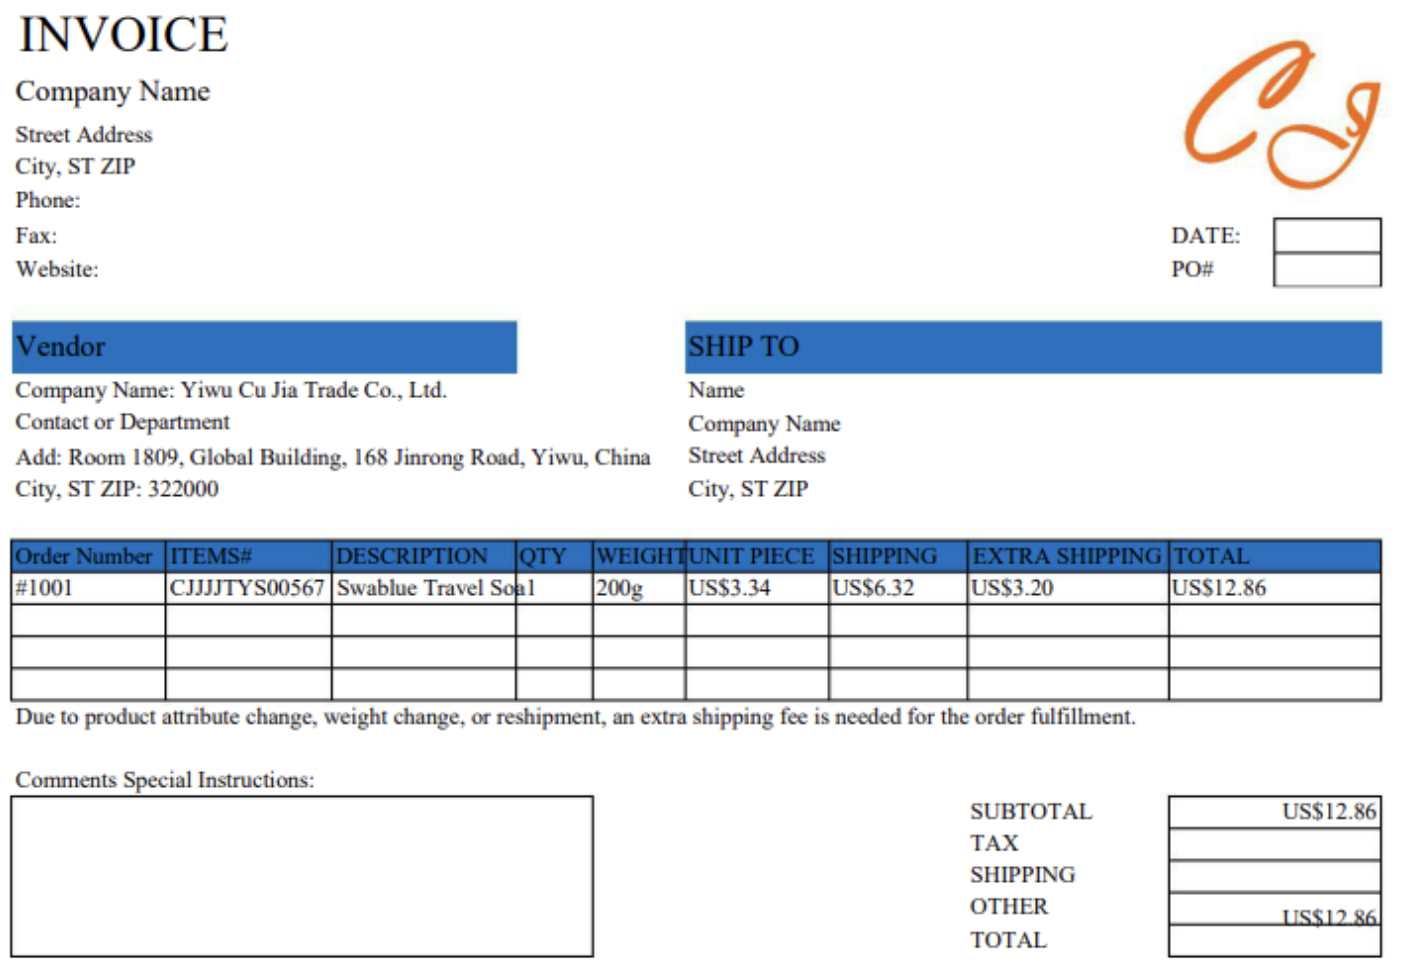 INVOICE
Company Name
Street Address
City, ST ZIP
Phone:
Fax:
Website:
CJ
DATE:
PO#
Vendor
Company Name: Yiwu Cu Jia Trade Co., Ltd.
Contact or Department
Add: Room 1809, Global Building, 168 Jinrong Road, Yiwu, China
City, ST ZIP: 322000
SHIP TO
Name
Company Name
Street Address
City, ST ZIP
Order Number ITEMS# DESCRIPTION QTY WEIGHT UNIT PIECE SHIPPING EXTRA SHIPPING TOTAL
#1001 CJJJJTYS00567 Swablue Travel Soa 1 200g US$3.34 US$6.32 US$3.20 US$12.86
Due to product attribute change, weight change, or reshipment, an extra shipping fee is needed for the order fulfillment.
Comments Special Instructions:
SUBTOTAL US$12.86
TAX
SHIPPING
OTHER
US$12.86
TOTAL